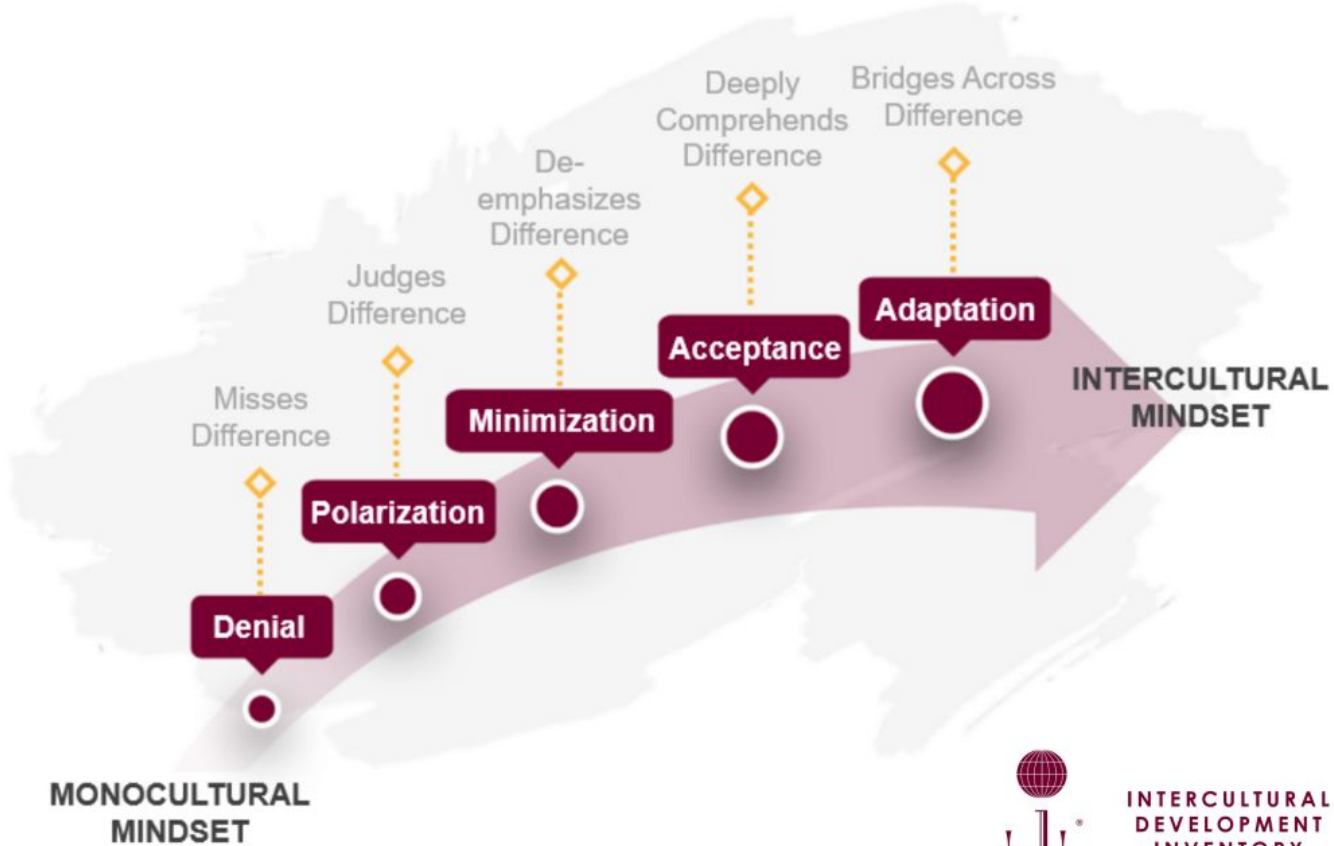 Deeply
Comprehends
Difference
Bridges Across
Difference
De-
emphasizes
Difference
Judges
Difference
Misses
Difference
Adaptation
Acceptance
Minimization
Polarization
Denial
INTERCULTURAL
MINDSET
MONOCULTURAL
MINDSET
INTERCULTURAL
DEVELOPMENT
INVENTORY